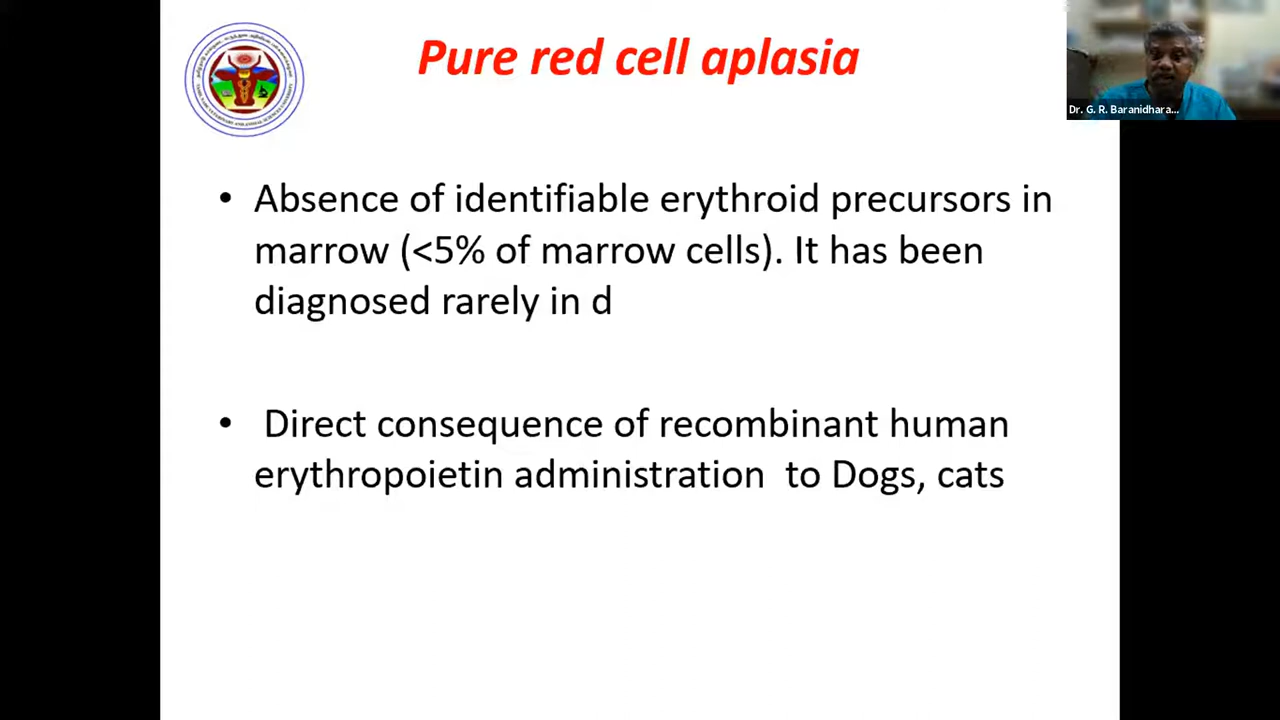 Pure red cell aplasia
Dr. G. R. Baranidhara...
• Absence of identifiable erythroid precursors in
marrow (<5% of marrow cells). It has been
diagnosed rarely in d
• Direct consequence of recombinant human
erythropoietin administration  to Dogs, cats